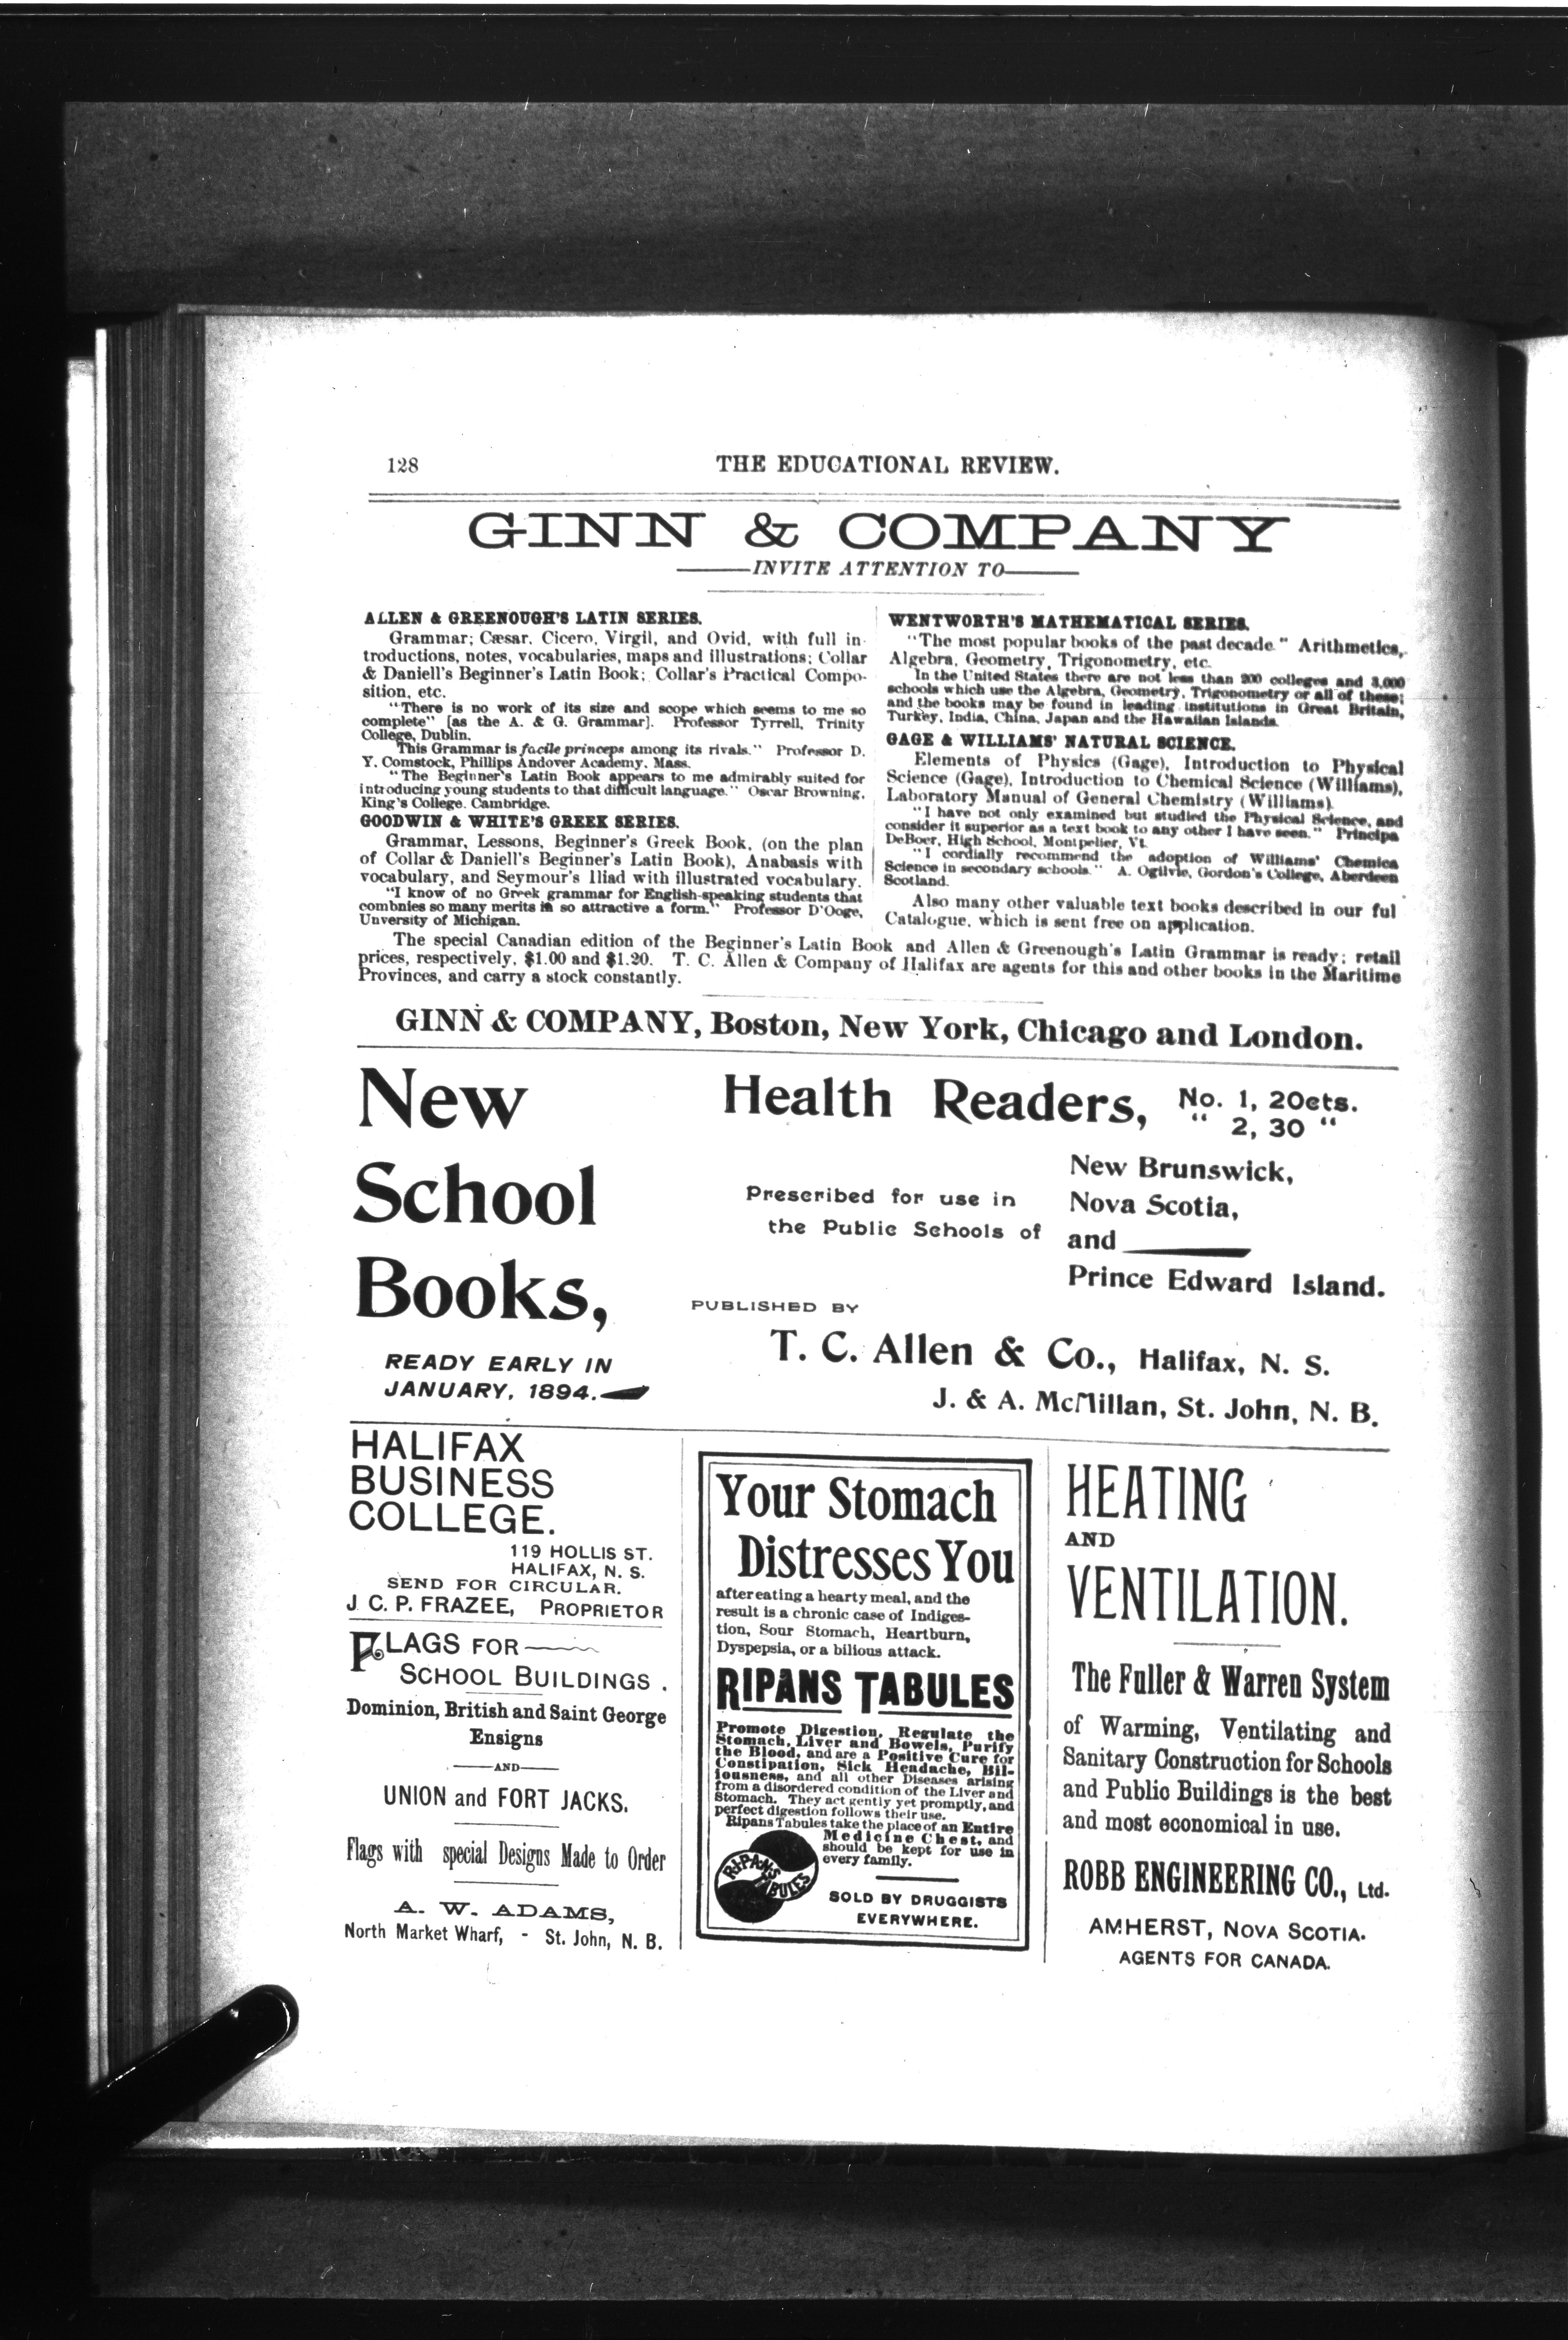 128
THE EDUCATIONAL REVIEW.
GINN & COMPANY
INVITE ATTENTION TO
ALLEN & GREENOUGH'S LATIN SERIES.
Grammar; Cæsar, Cicero, Virgil, and Ovid, with full in-
troductions, notes, vocabularies, maps and illustrations; Collar
& Daniell's Beginner's Latin Book; Collar's Practical Compo-
sition, etc.
"There is no work of its size and scope which seems to me so
complete" [as the A. & G. Grammar]. Professor Tyrrell, Trinity
College, Dublin.
This Grammar is facile princeps among its rivals." Professor D.
Y. Comstock, Phillips Andover Academy, Mass.
"The Beginner's Latin Book appears to me admirably suited for
introducing young students to that difficult language." Oscar Browning,
King's College, Cambridge.
GOODWIN & WHITE'S GREEK SERIES.
Grammar, Lessons, Beginner's Greek Book, (on the plan
of Collar & Daniell's Beginner's Latin Book), Anabasis with
vocabulary, and Seymour's Iliad with illustrated vocabulary.
"I know of no Greek grammar for English-speaking students that
combnies so many merits in so attractive a form." Professor D'Ooge,
Unversity of Michigan.
WENTWORTH'S MATHEMATICAL SERIES.
"The most popular books of the past decade." Arithmetics,
Algebra, Geometry, Trigonometry, etc.
In the United States there are not less than 200 colleges and 3,000
schools which use the Algebra, Geometry, Trigonometry or all of these;
and the books may be found in leading institutions in Great Britain,
Turkey, India, China, Japan and the Hawaiian Islands.
GAGE & WILLIAMS' NATURAL SCIENCE.
Elements of Physics (Gage), Introduction to Physical
Science (Gage), Introduction to Chemical Science (Williams),
Laboratory Manual of General Chemistry (Williams).
"I have not only examined but studied the Physical Science, and
consider it superior as a text book to any other I have seen." Principa
DeBoer, High School, Montpelier, Vt.
"I cordially recommend the adoption of Williams' Chemica
Science in secondary schools." A. Ogilvie, Gordon's College, Aberdeen
Scotland.
Also many other valuable text books described in our ful
Catalogue, which is sent free on application.
The special Canadian edition of the Beginner's Latin Book and Allen & Greenough's Latin Grammar is ready; retail
prices, respectively, $1.00 and $1.20. T. C. Allen & Company of Halifax are agents for this and other books in the Maritime
Provinces, and carry a stock constantly.
GINN & COMPANY, Boston, New York, Chicago and London.
New
School
Books,
READY EARLY IN
JANUARY, 1894.
Health Readers, No. 1, 20cts.
" 2, 30 "
Prescribed for use in
the Public Schools of
New Brunswick,
Nova Scotia,
and
Prince Edward Island.
PUBLISHED BY
T. C. Allen & Co., Halifax, N. S.
J. & A. McMillan, St. John, N. B.
HALIFAX
BUSINESS
COLLEGE.
119 HOLLIS ST.
HALIFAX, N. S.
SEND FOR CIRCULAR.
J. C. P. FRAZEE, PROPRIETOR
FLAGS FOR
SCHOOL BUILDINGS.
Dominion, British and Saint George
Ensigns
AND
UNION and FORT JACKS.
Flags with special Designs Made to Order
A. W. ADAMS,
North Market Wharf, - St. John, N. B.
Your Stomach
Distresses You
after eating a hearty meal, and the
result is a chronic case of Indiges-
tion, Sour Stomach, Heartburn,
Dyspepsia, or a bilious attack.
RIPANS TABULES
Promote Digestion, Regulate the
Stomach, Liver and Bowels, Purify
the Blood, and are a Positive Cure for
Constipation, Sick Headache, Bil-
iousness, and all other Diseases arising
from a disordered condition of the Liver and
Stomach. They act gently yet promptly, and
perfect digestion follows their use.
Ripans Tabules take the place of an Entire
Medicine Chest, and
should be kept for use in
every family.
RIPANS
TABULES
SOLD BY DRUGGISTS
EVERYWHERE.
HEATING
AND
VENTILATION.
The Fuller & Warren System
of Warming, Ventilating and
Sanitary Construction for Schools
and Public Buildings is the best
and most economical in use.
ROBB ENGINEERING CO., Ltd.
AMHERST, NOVA SCOTIA.
AGENTS FOR CANADA.